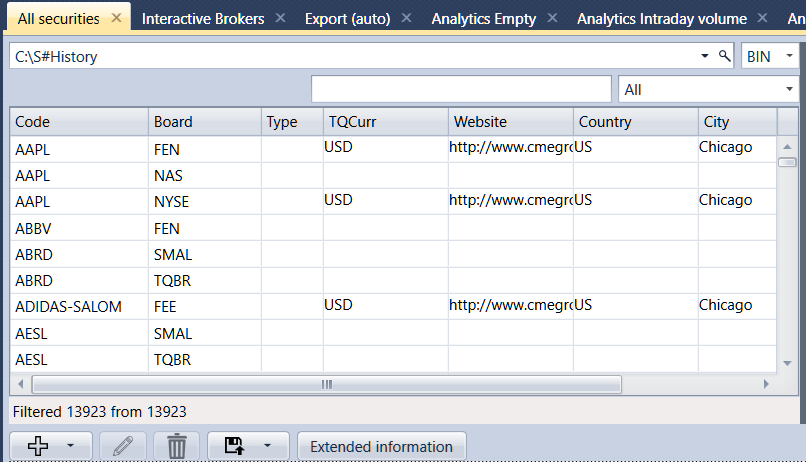 All securities Interactive Brokers Export (auto) Analytics Empty Analytics Intraday volume An
C:\S#History BIN
All
Code Board Type TQCurr Website Country City
AAPL FEN USD http://www.cmegro US Chicago
AAPL NAS
AAPL NYSE USD http://www.cmegro US Chicago
ABBV FEN
ABRD SMAL
ABRD TQBR
ADIDAS-SALOM FEE USD http://www.cmegro US Chicago
AESL SMAL
AESL TQBR
Filtered 13923 from 13923
Extended information